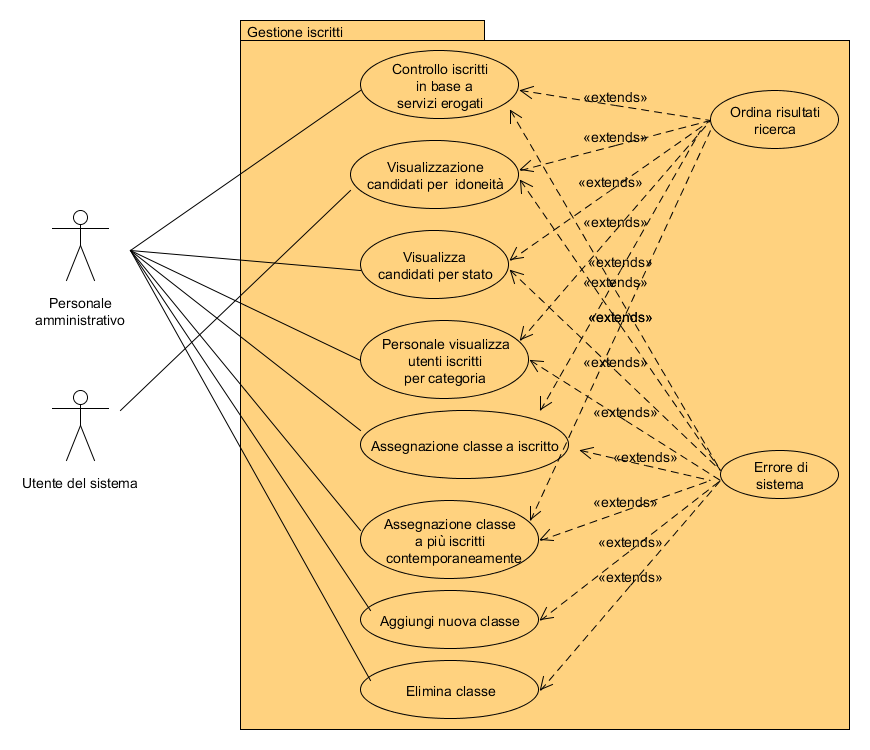 Gestione iscritti
Controllo iscritti
in base a
servizi erogati
«extends»
Ordina risultati
ricerca
«extends»
Visualizzazione
candidati per idoneità
«extends»
«extends»
Visualizza
candidati per stato
«extends»
«extends»
Personale
amministrativo
«extends»
Personale visualizza
utenti iscritti
per categoria
«extends»
«extends»
Assegnazione classe a iscritto
«extends»
Errore di
sistema
Utente del sistema
«extends»
Assegnazione classe
a più iscritti
contemporaneamente
«extends»
«extends»
Aggiungi nuova classe
Elimina classe